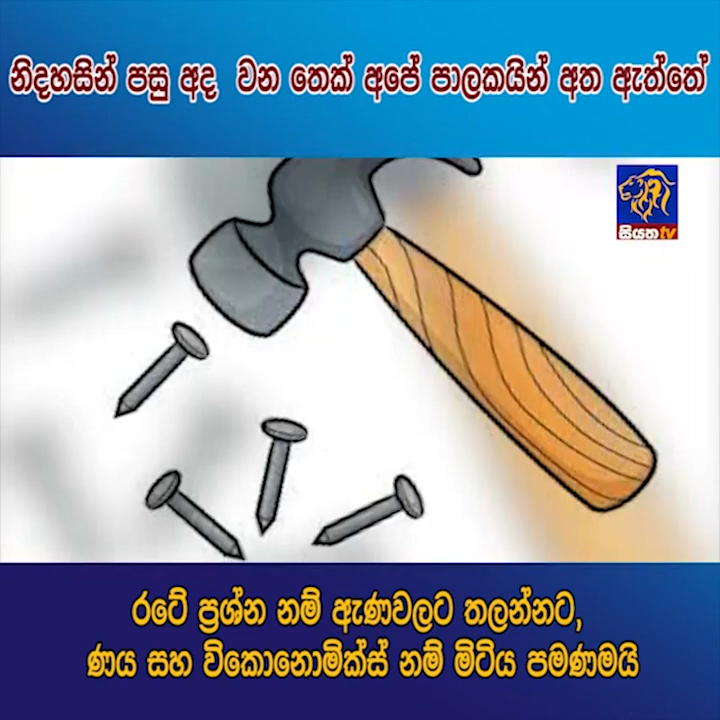 නිදහසින් පසු අද වන තෙක් අපේ පාලකයින් අත ඇත්තේ
සියත tv
රටේ ප්‍රශ්න නම් ඇණවලට තලන්නට,
ණය සහ විකොනොමික්ස් නම් මිටිය පමණමයි